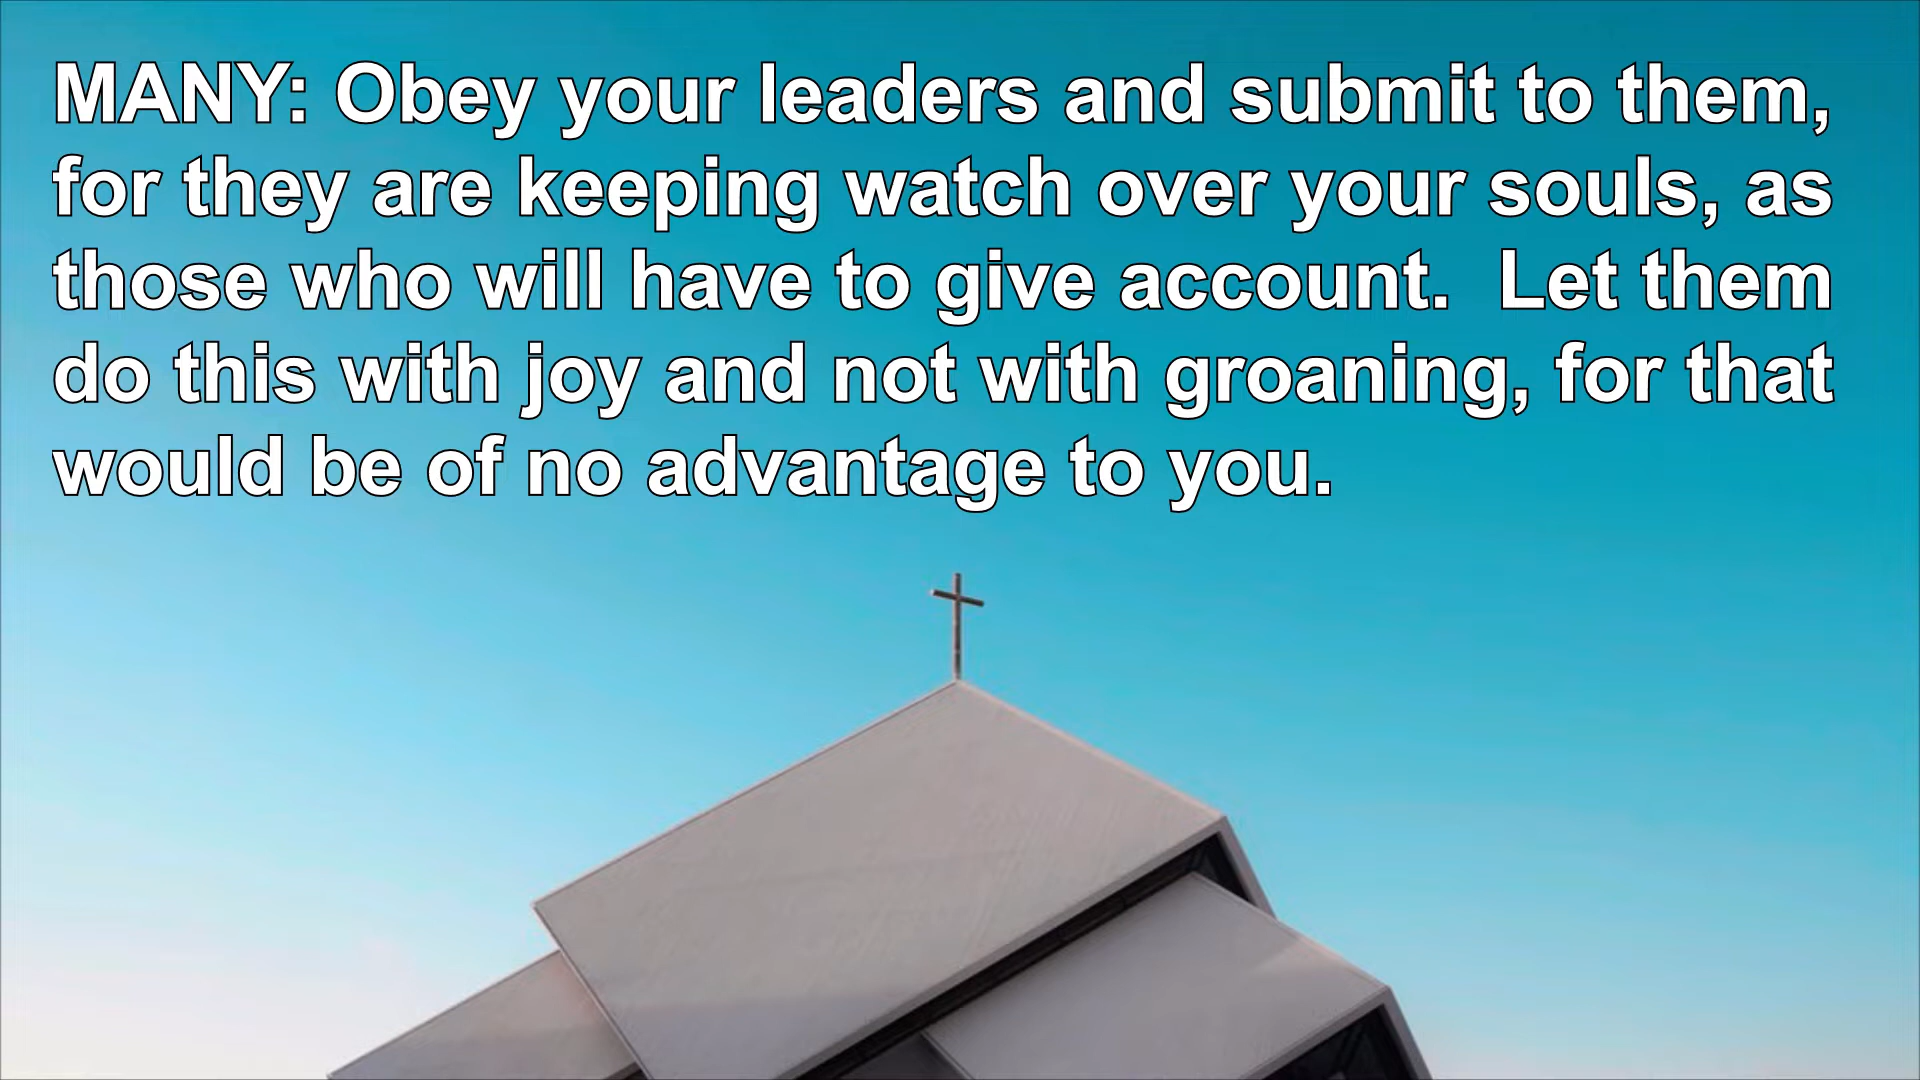 MANY: Obey your leaders and submit to them,
for they are keeping watch over your souls, as
those who will have to give account.  Let them
do this with joy and not with groaning, for that
would be of no advantage to you.